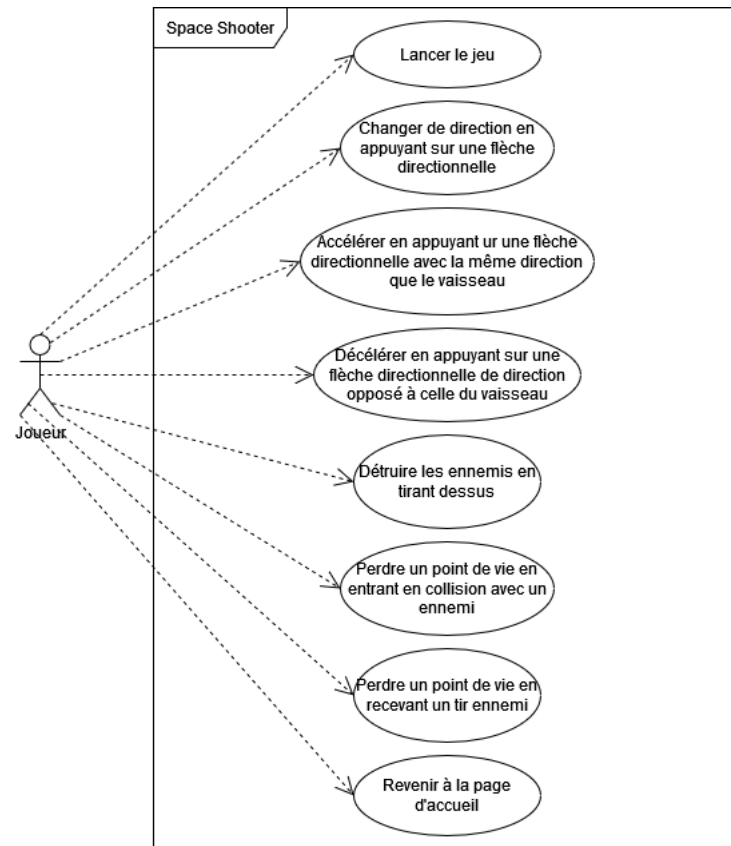 Space Shooter
Lancer le jeu
Changer de direction en
appuyant sur une flèche
directionnelle
Accélérer en appuyant ur une flèche
directionnelle avec la même direction
que le vaisseau
Décélérer en appuyant sur une
flèche directionnelle de direction
opposé à celle du vaisseau
Joueur
Détruire les ennemis en
tirant dessus
Perdre un point de vie en
entrant en collision avec un
ennemi
Perdre un point de vie en
recevant un tir ennemi
Revenir à la page
d'accueil